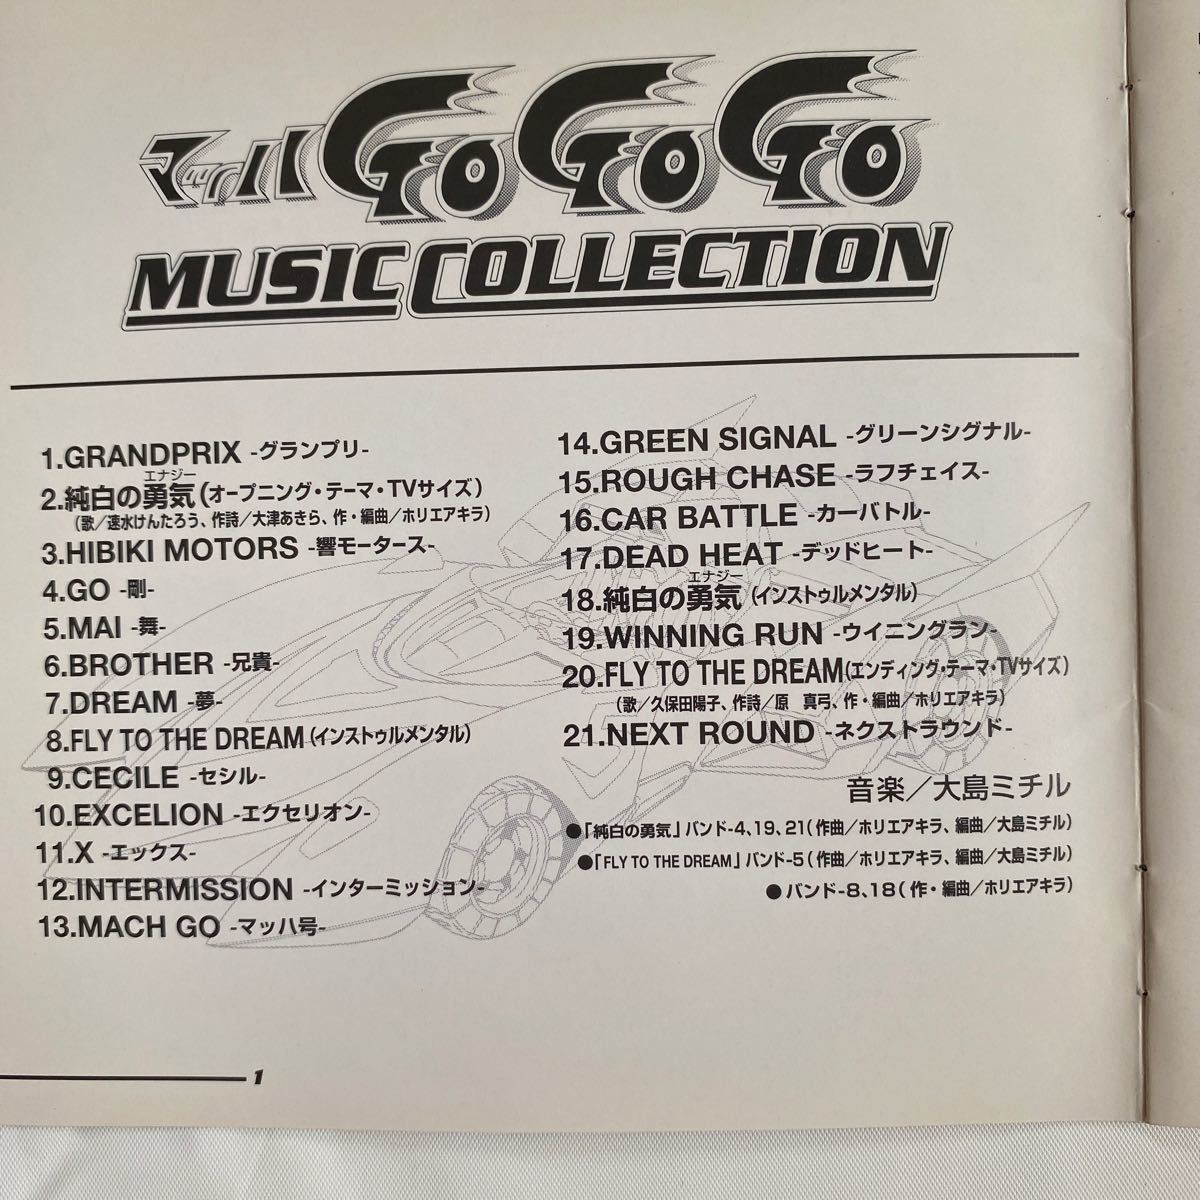 マッハ GO GO GO
MUSIC COLLECTION
1.GRANDPRIX -グランプリ-
エナジー
2.純白の勇気(オープニング・テーマ・TVサイズ)
(歌／速水けんたろう、作詩／大津あきら、作・編曲／ホリエアキラ)
3.HIBIKI MOTORS -響モータース-
4.GO -剛-
5.MAI -舞-
6.BROTHER -兄貴-
7.DREAM -夢-
8.FLY TO THE DREAM(インストゥルメンタル)
9.CECILE -セシル-
10.EXCELION -エクセリオン-
11.X -エックス-
12.INTERMISSION -インターミッション-
13.MACH GO -マッハ号-
14.GREEN SIGNAL -グリーンシグナル-
15.ROUGH CHASE -ラフチェイス-
16.CAR BATTLE -カーバトル-
17.DEAD HEAT -デッドヒート-
エナジー
18.純白の勇気(インストゥルメンタル)
19.WINNING RUN -ウイニングラン-
20.FLY TO THE DREAM(エンディング・テーマ・TVサイズ)
(歌／久保田陽子、作詩／原　真弓、作・編曲／ホリエアキラ)
21.NEXT ROUND -ネクストラウンド-
音楽／大島ミチル
●「純白の勇気」バンド-4、19、21(作曲／ホリエアキラ、編曲／大島ミチル)
●「FLY TO THE DREAM」バンド-5(作曲／ホリエアキラ、編曲／大島ミチル)
●バンド-8、18(作・編曲／ホリエアキラ)
1